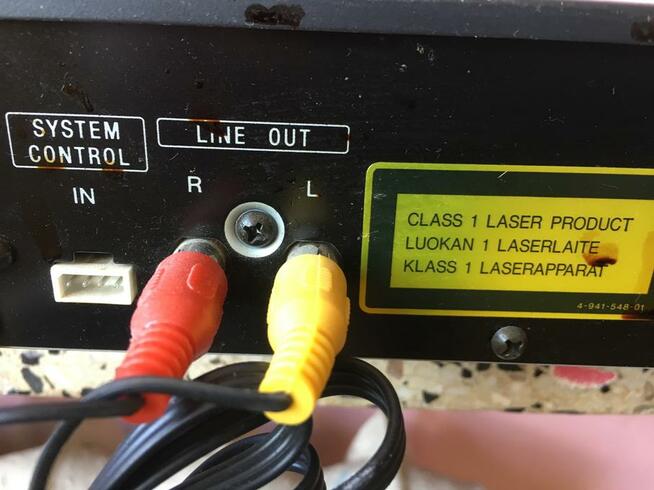 SYSTEM
CONTROL
LINE OUT
IN
R
L
CLASS 1 LASER PRODUCT
LUOKAN 1 LASERLAITE
KLASS 1 LASERAPPARAT
4-941-548-01